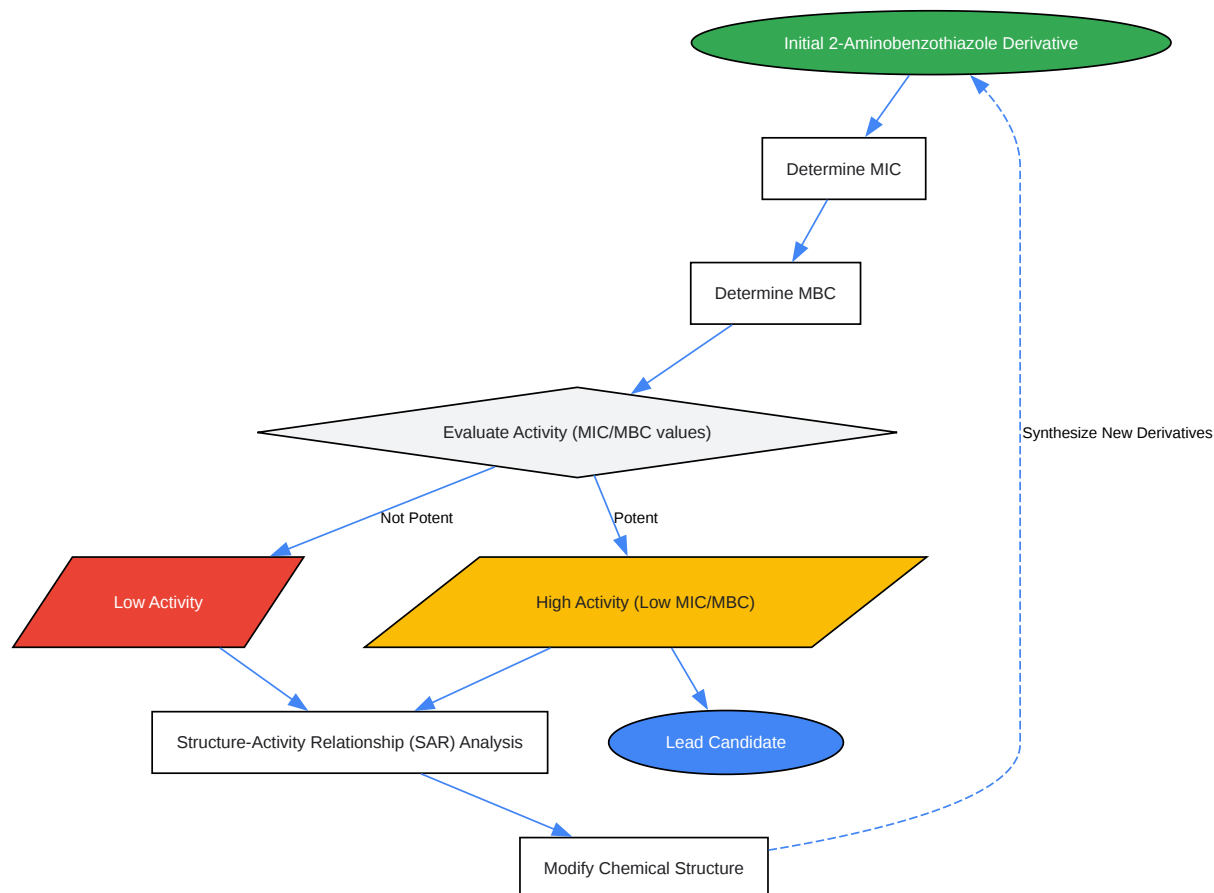 Initial 2-Aminobenzothiazole Derivative
Determine MIC
Determine MBC
Evaluate Activity (MIC/MBC values)
Synthesize New Derivatives
Not Potent
Potent
Low Activity
High Activity (Low MIC/MBC)
Structure-Activity Relationship (SAR) Analysis
Lead Candidate
Modify Chemical Structure